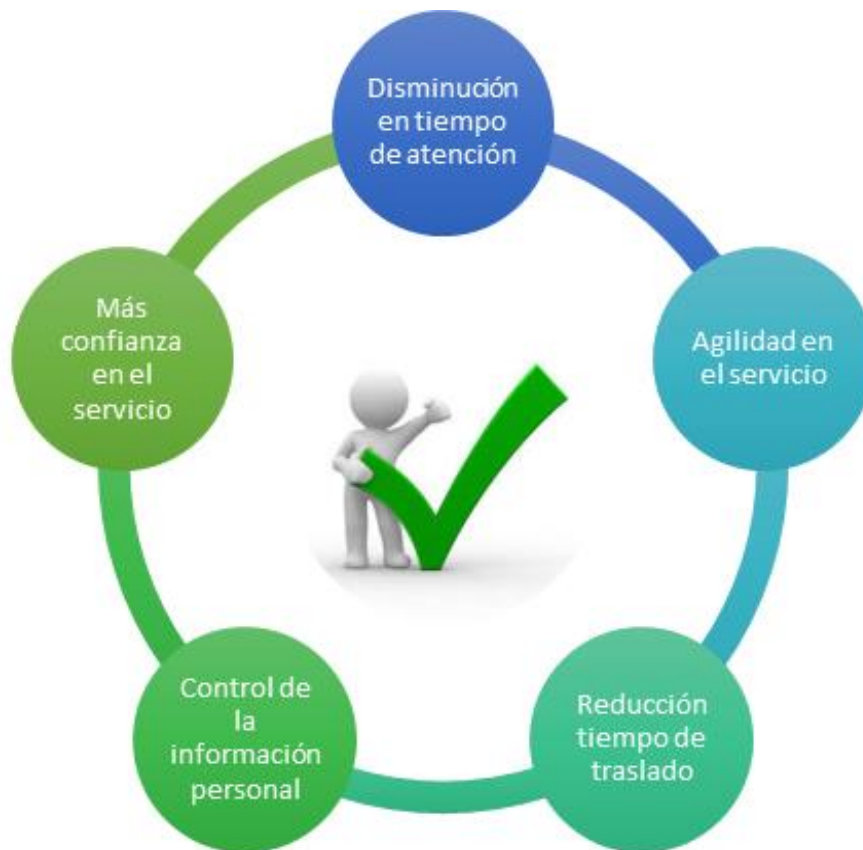 Disminución
en tiempo
de atención
Agilidad en
el servicio
Reducción
tiempo de
traslado
Control de
la
información
personal
Más
confianza
en el
servicio